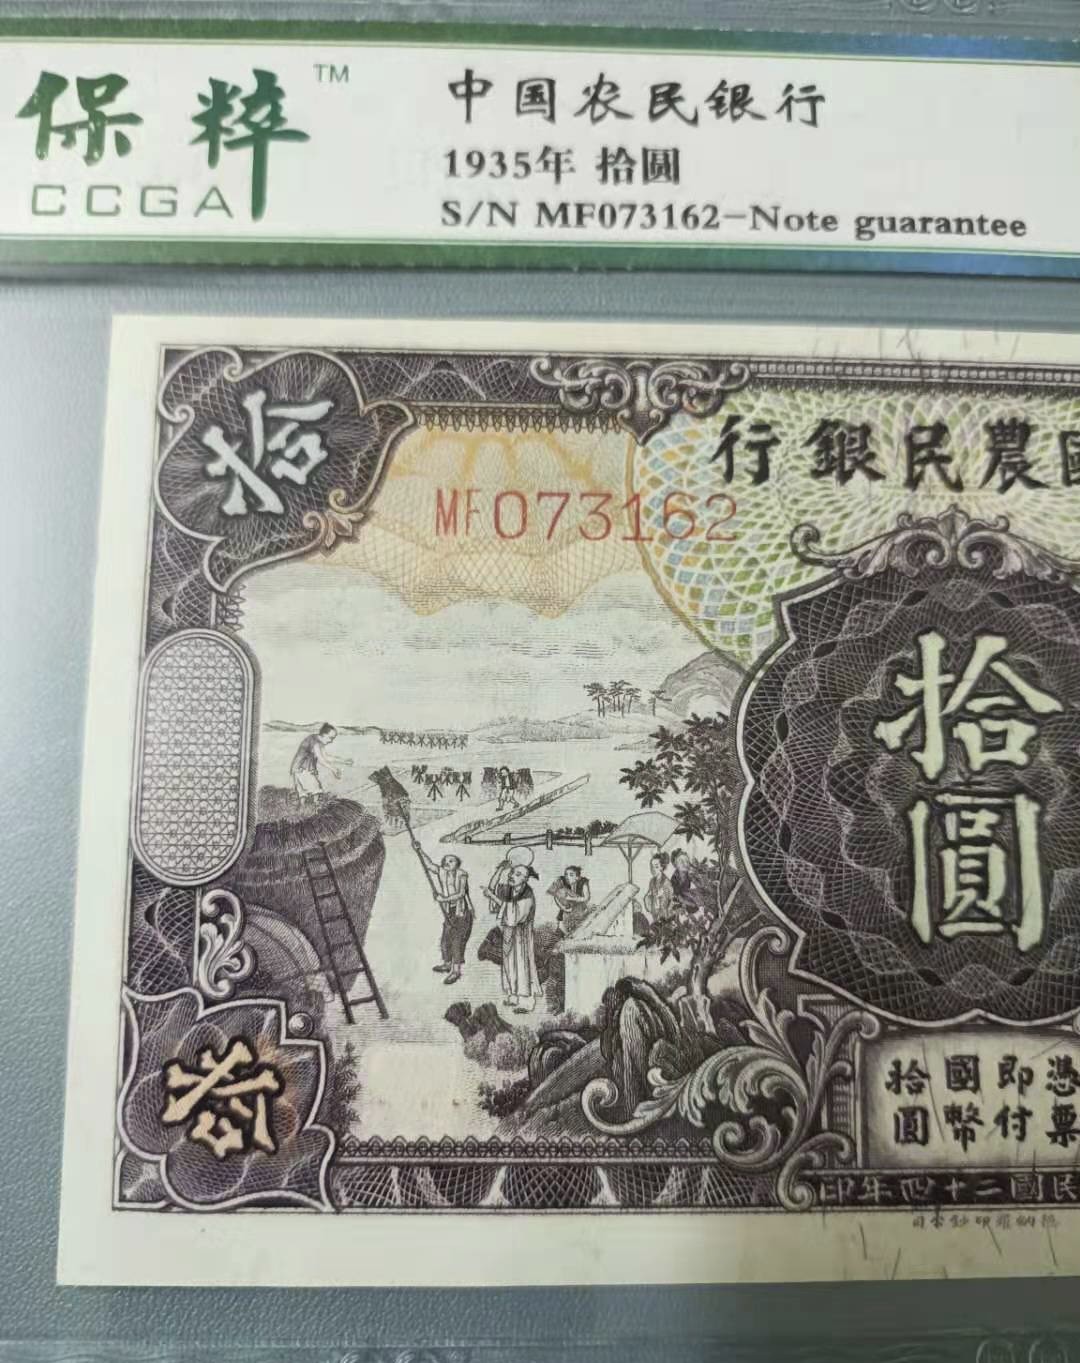 保粹™
CCGA
中国农民银行
1935年 拾圆
S/N MF073162-Note guarantee
拾
行銀民農國
MF073162
拾圓
拾
憑票
即付
國幣
拾圓
印年四十二國民